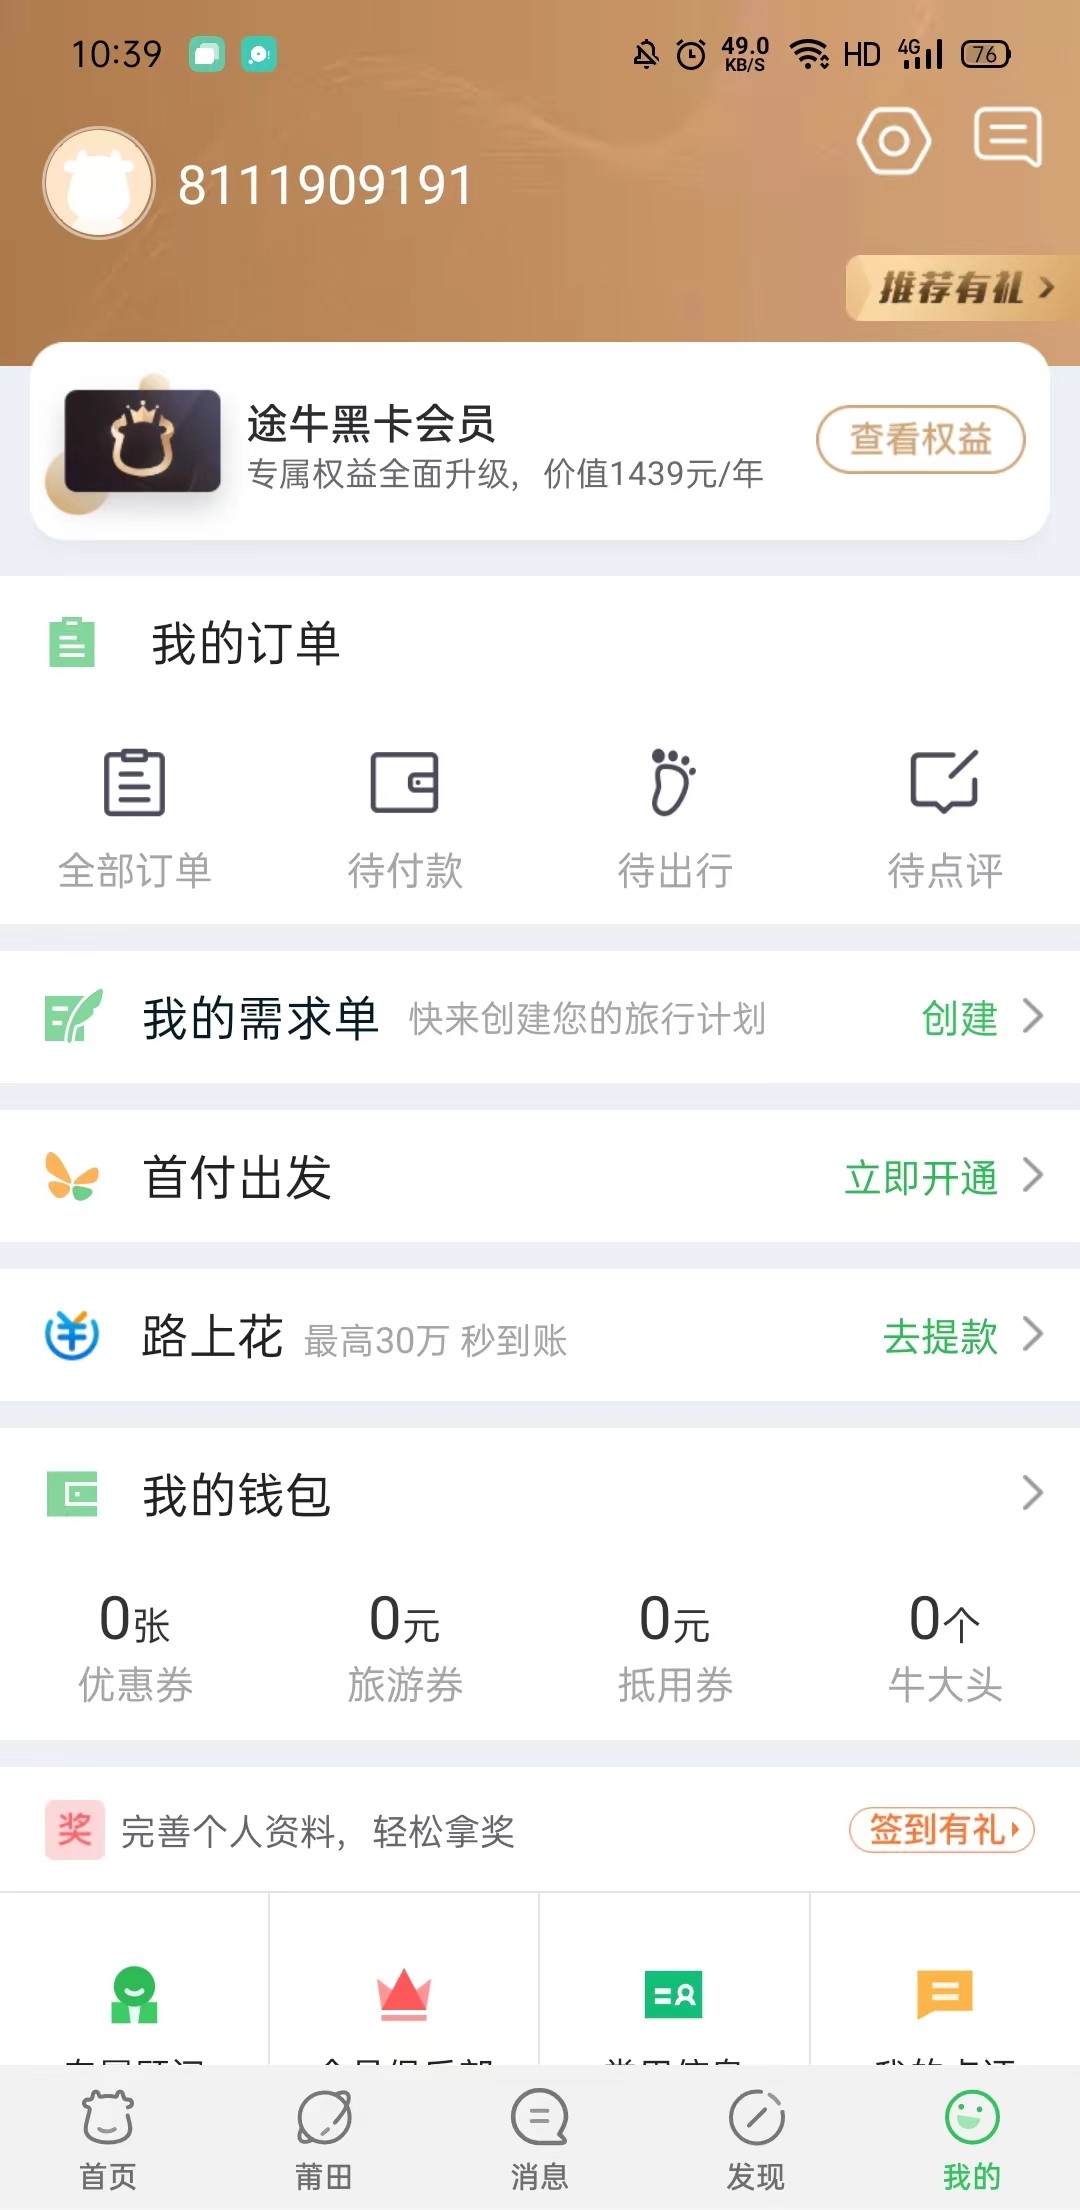 10:39
49.0 KB/S HD 4G 76
8111909191
推荐有礼
途牛黑卡会员
专属权益全面升级，价值1439元/年
查看权益
我的订单
全部订单 待付款 待出行 待点评
我的需求单 快来创建您的旅行计划 创建
首付出发 立即开通
路上花 最高30万 秒到账 去提款
我的钱包
0张 0元 0元 0个
优惠券 旅游券 抵用券 牛大头
奖 完善个人资料，轻松拿奖 签到有礼
首页 莆田 消息 发现 我的